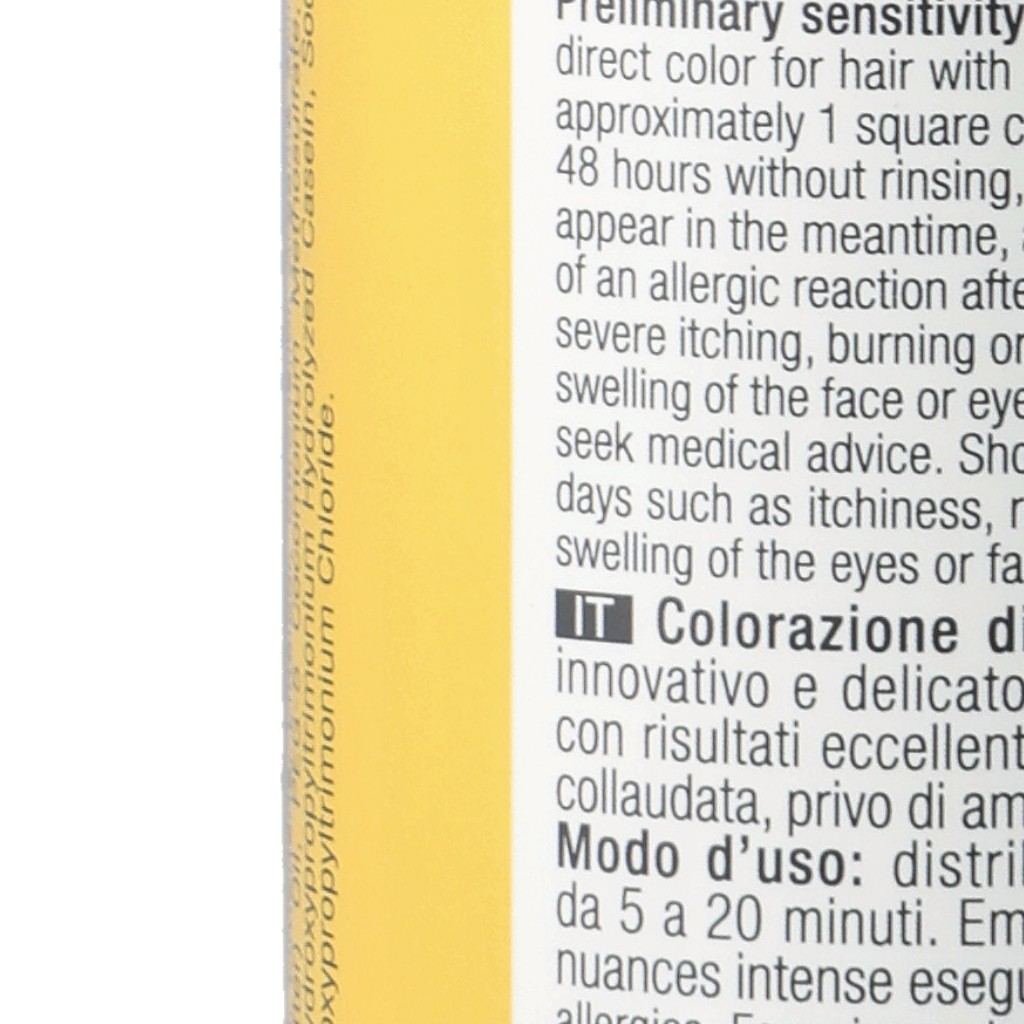 Preliminary sensitivity
direct color for hair with
approximately 1 square c
48 hours without rinsing,
appear in the meantime,
of an allergic reaction afte
severe itching, burning or
swelling of the face or eye
seek medical advice. Sho
days such as itchiness, r
swelling of the eyes or fa
IT Colorazione di
innovativo e delicato
con risultati eccellent
collaudata, privo di am
Modo d'uso: distril
da 5 a 20 minuti. Em
nuances intense esegu
Hydrolyzed Casein, So
oxypropyltrimonium Chloride.